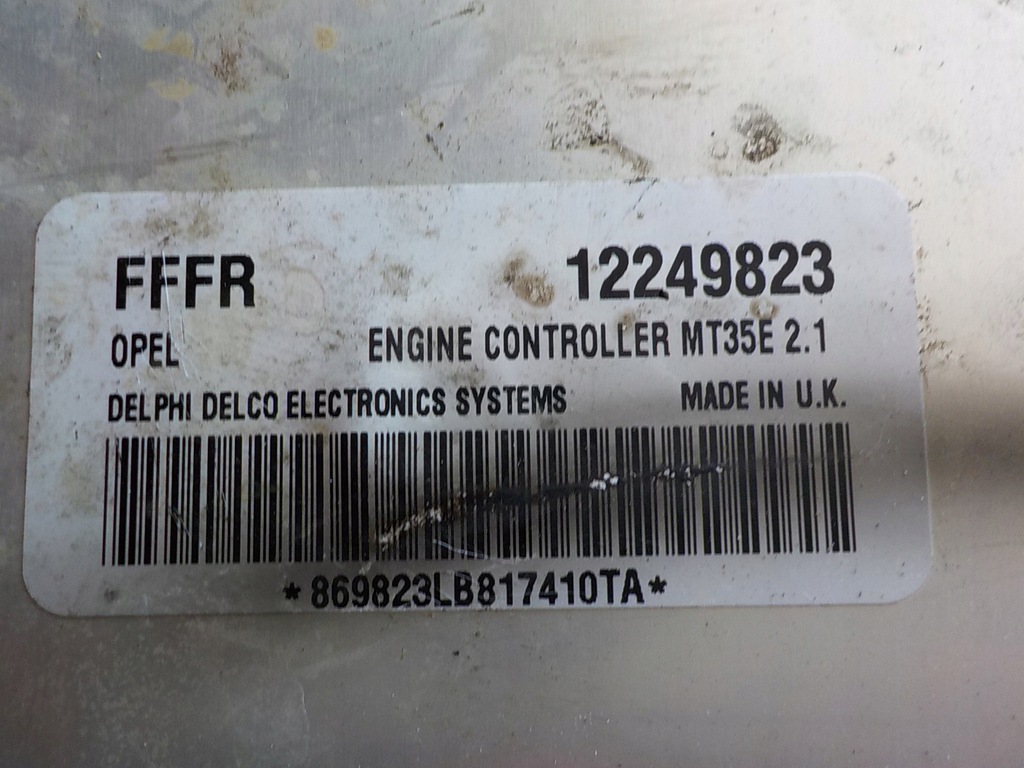 FFFR 12249823
OPEL ENGINE CONTROLLER MT35E 2.1
DELPHI DELCO ELECTRONICS SYSTEMS MADE IN U.K.
*869823LB817410TA*